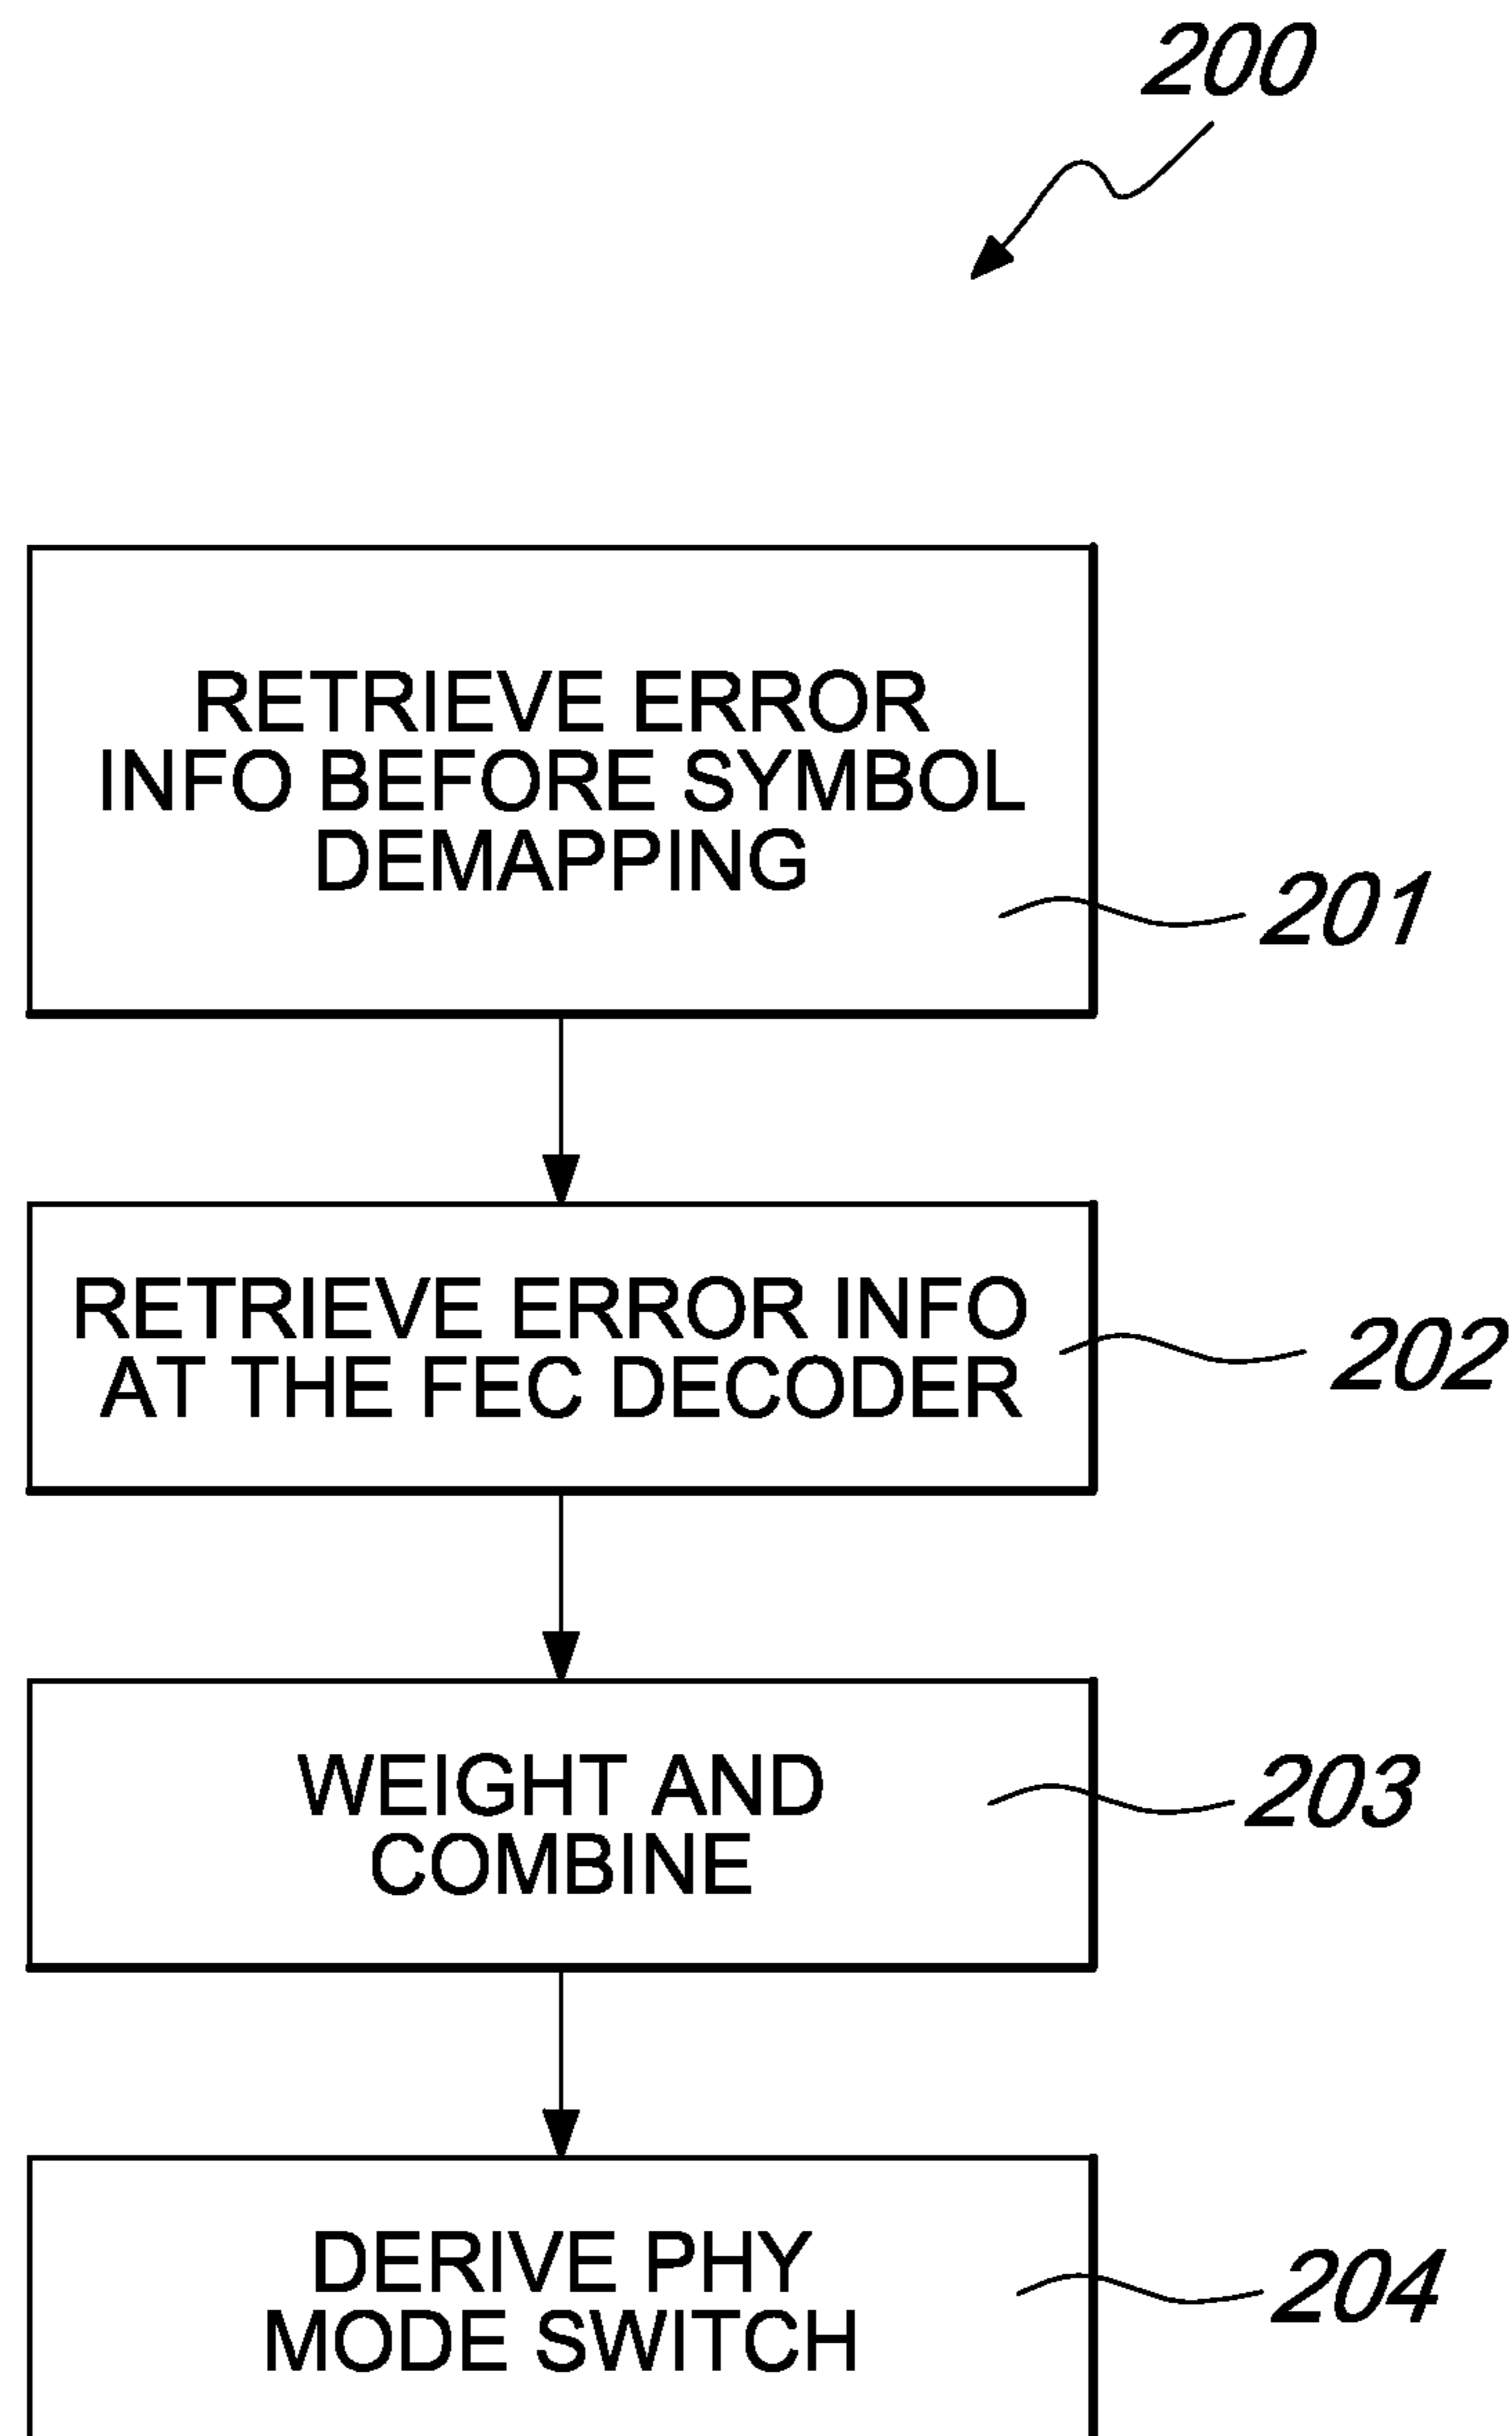 200
RETRIEVE ERROR
INFO BEFORE SYMBOL
DEMAPPING
201
RETRIEVE ERROR INFO
AT THE FEC DECODER
202
WEIGHT AND
COMBINE
203
DERIVE PHY
MODE SWITCH
204